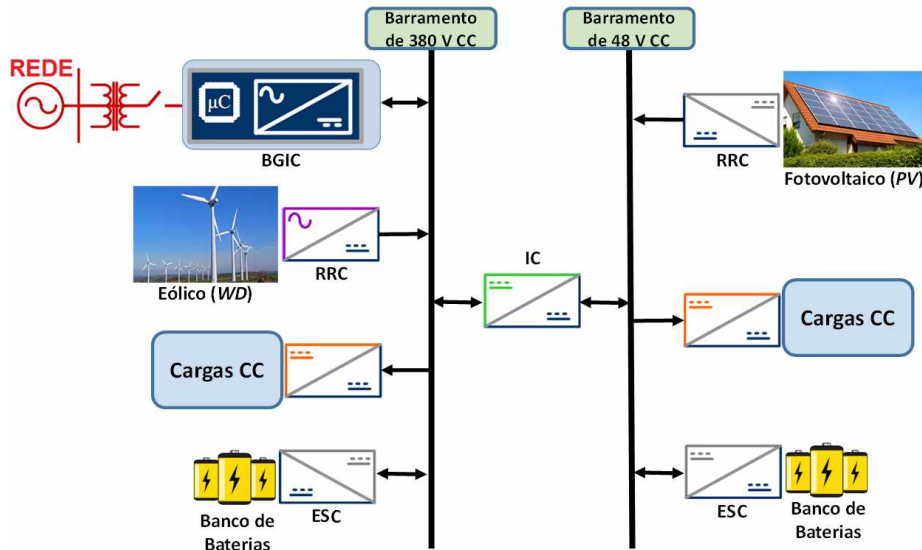 Barramento
de 380 V CC
Barramento
de 48 V CC
REDE
µC
BGIC
RRC
Fotovoltaico (PV)
RRC
Eólico (WD)
IC
Cargas CC
Cargas CC
ESC
Banco de
Baterias
ESC
Banco de
Baterias